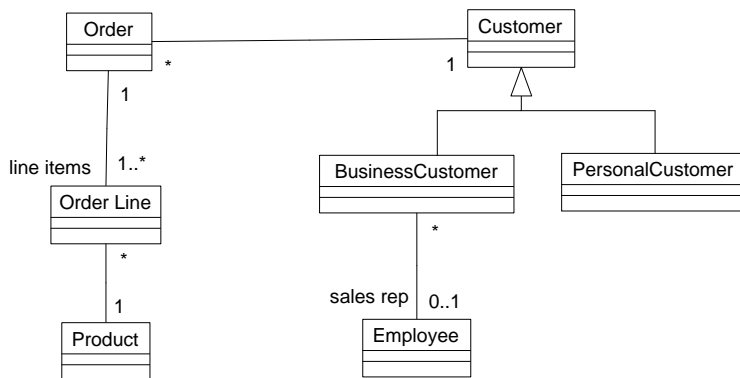 Order
Customer
*
1
1
line items
1..*
BusinessCustomer
PersonalCustomer
Order Line
*
*
sales rep
0..1
1
Product
Employee